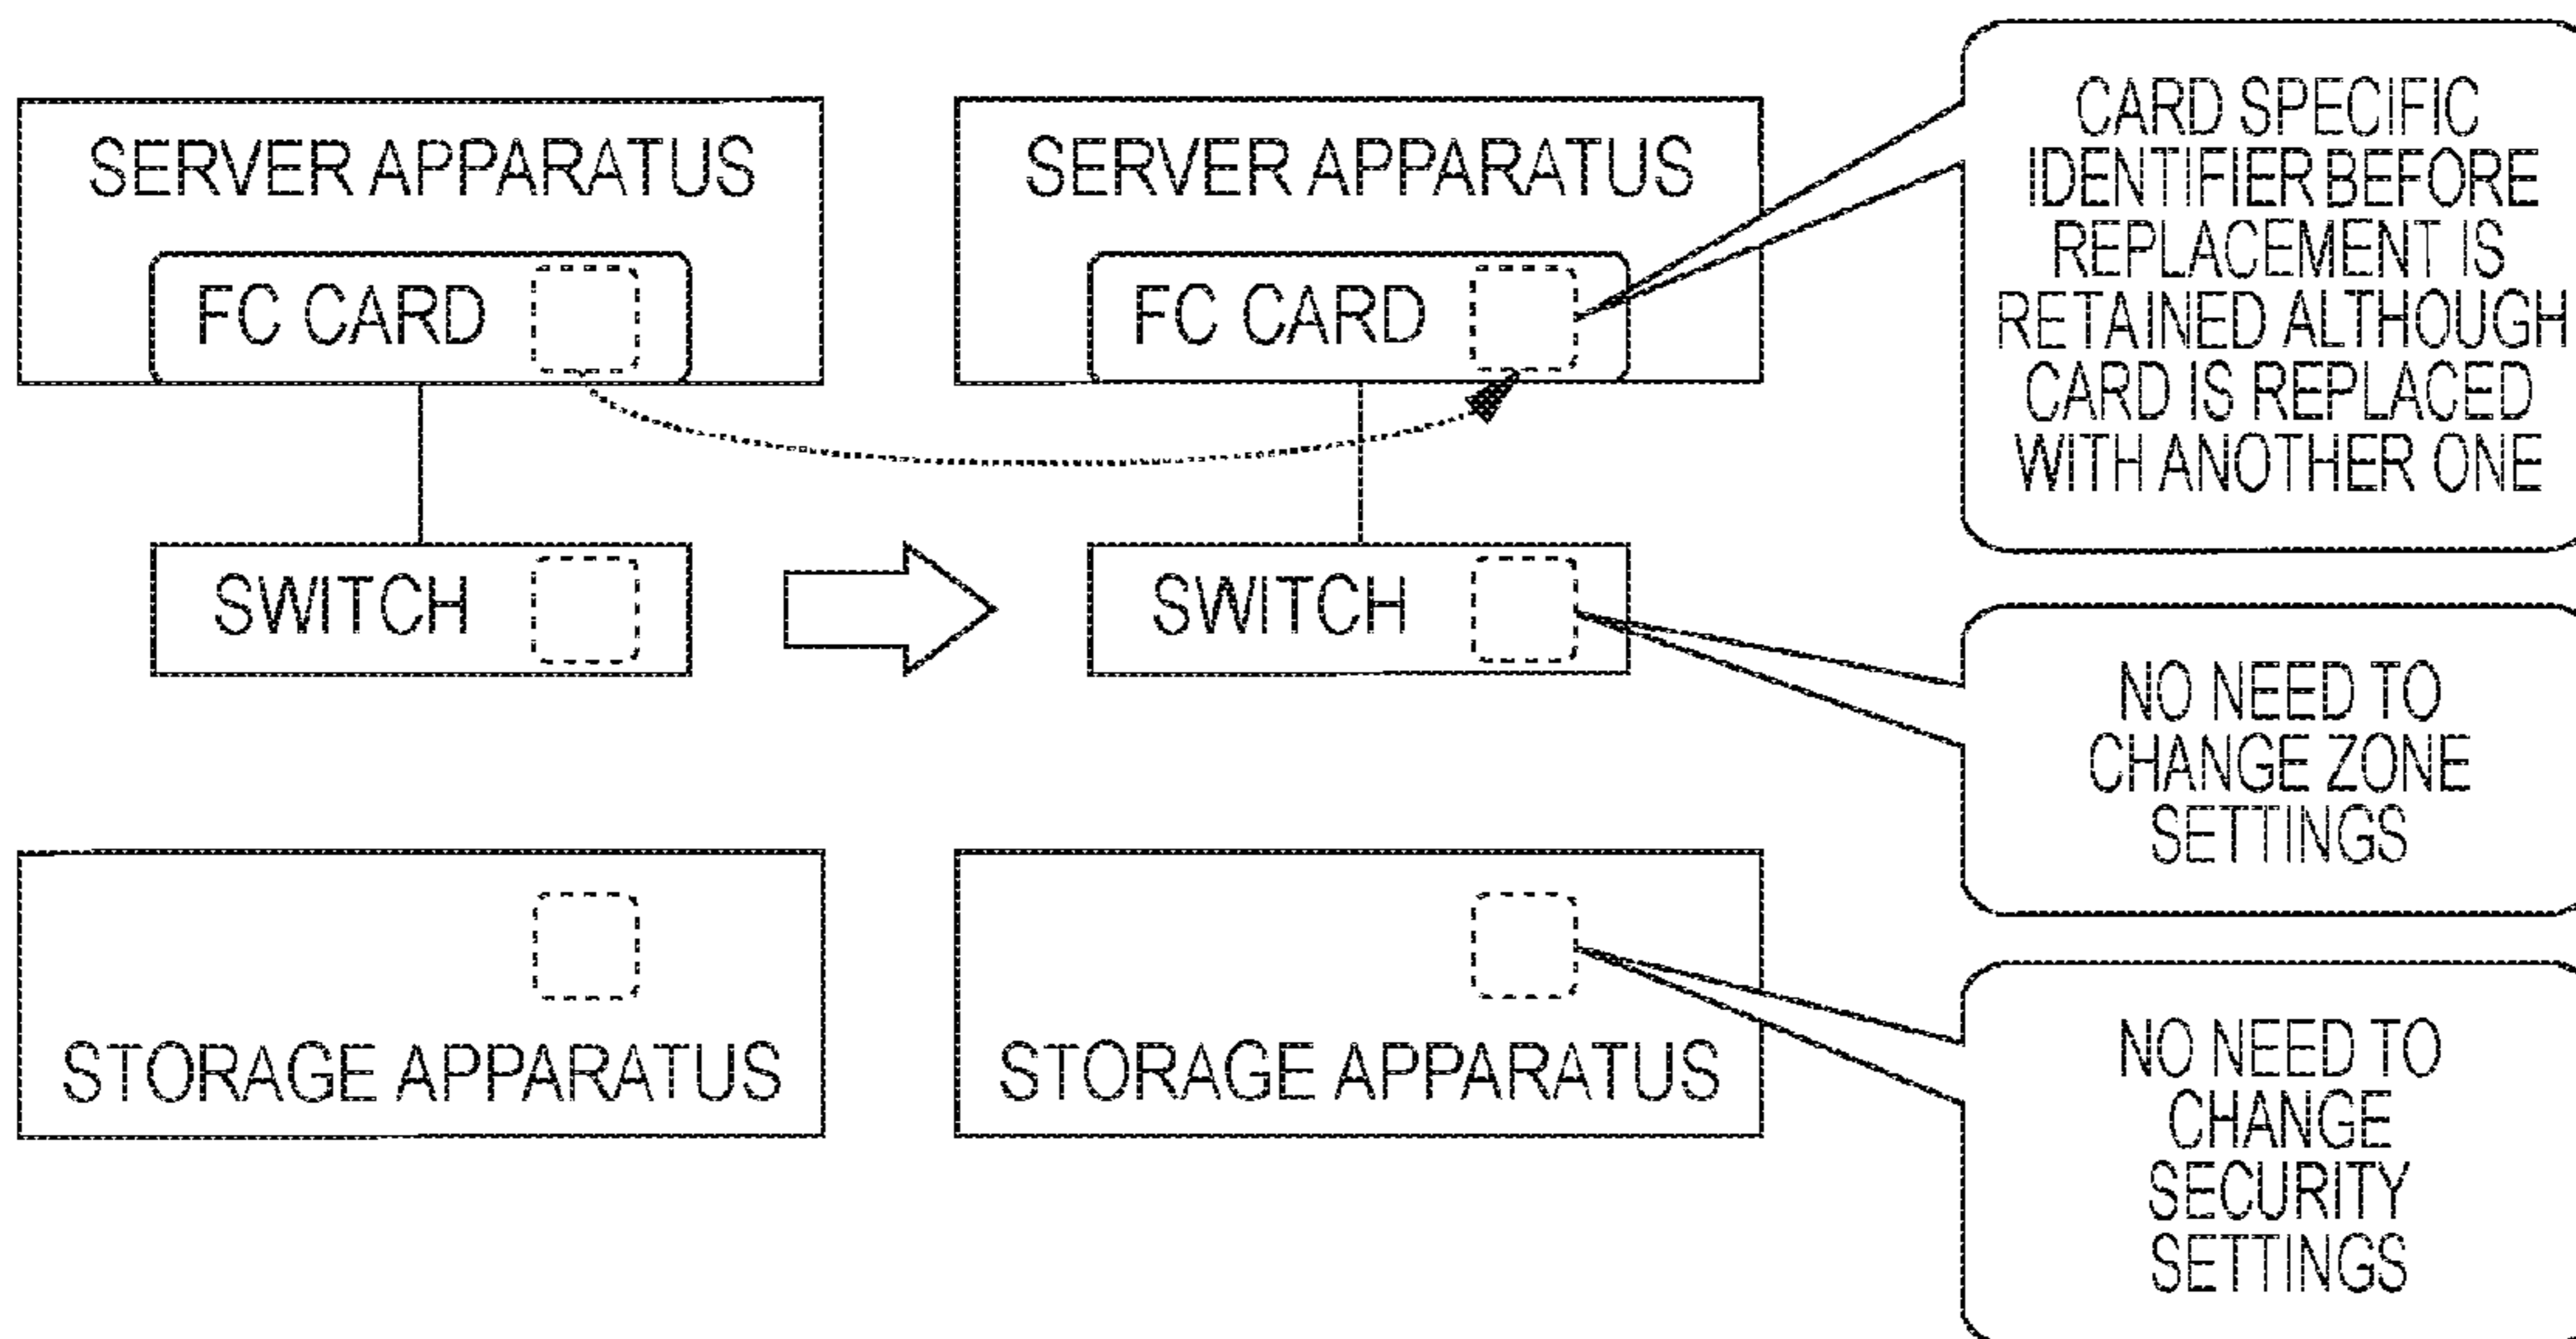 SERVER APPARATUS
FC CARD
SWITCH
STORAGE APPARATUS
SERVER APPARATUS
FC CARD
SWITCH
STORAGE APPARATUS
CARD SPECIFIC
IDENTIFIER BEFORE
REPLACEMENT IS
RETAINED ALTHOUGH
CARD IS REPLACED
WITH ANOTHER ONE
NO NEED TO
CHANGE ZONE
SETTINGS
NO NEED TO
CHANGE
SECURITY
SETTINGS